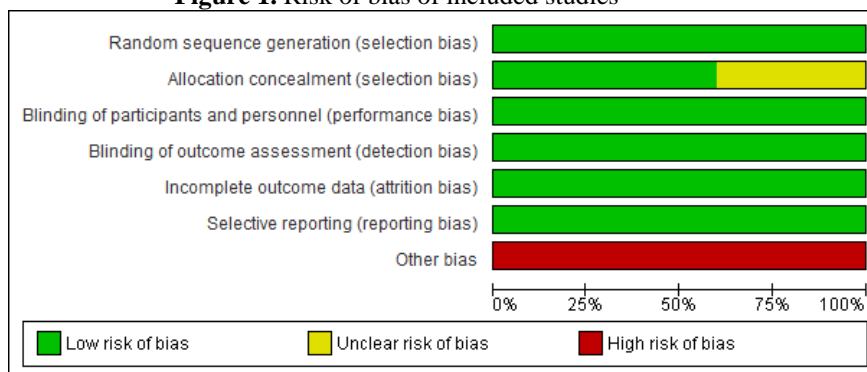 Figure 1. Risk of bias of included studies
Random sequence generation (selection bias)
Allocation concealment (selection bias)
Blinding of participants and personnel (performance bias)
Blinding of outcome assessment (detection bias)
Incomplete outcome data (attrition bias)
Selective reporting (reporting bias)
Other bias
0% 25% 50% 75% 100%
Low risk of bias Unclear risk of bias High risk of bias